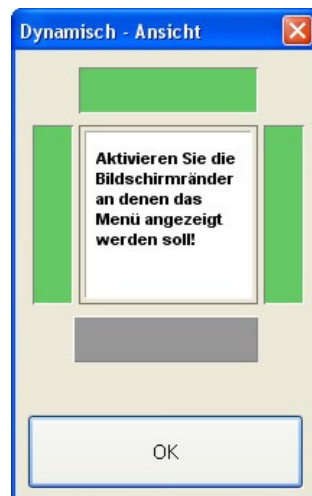 Dynamisch - Ansicht
Aktivieren Sie die
Bildschirmränder
an denen das
Menü angezeigt
werden soll!
OK